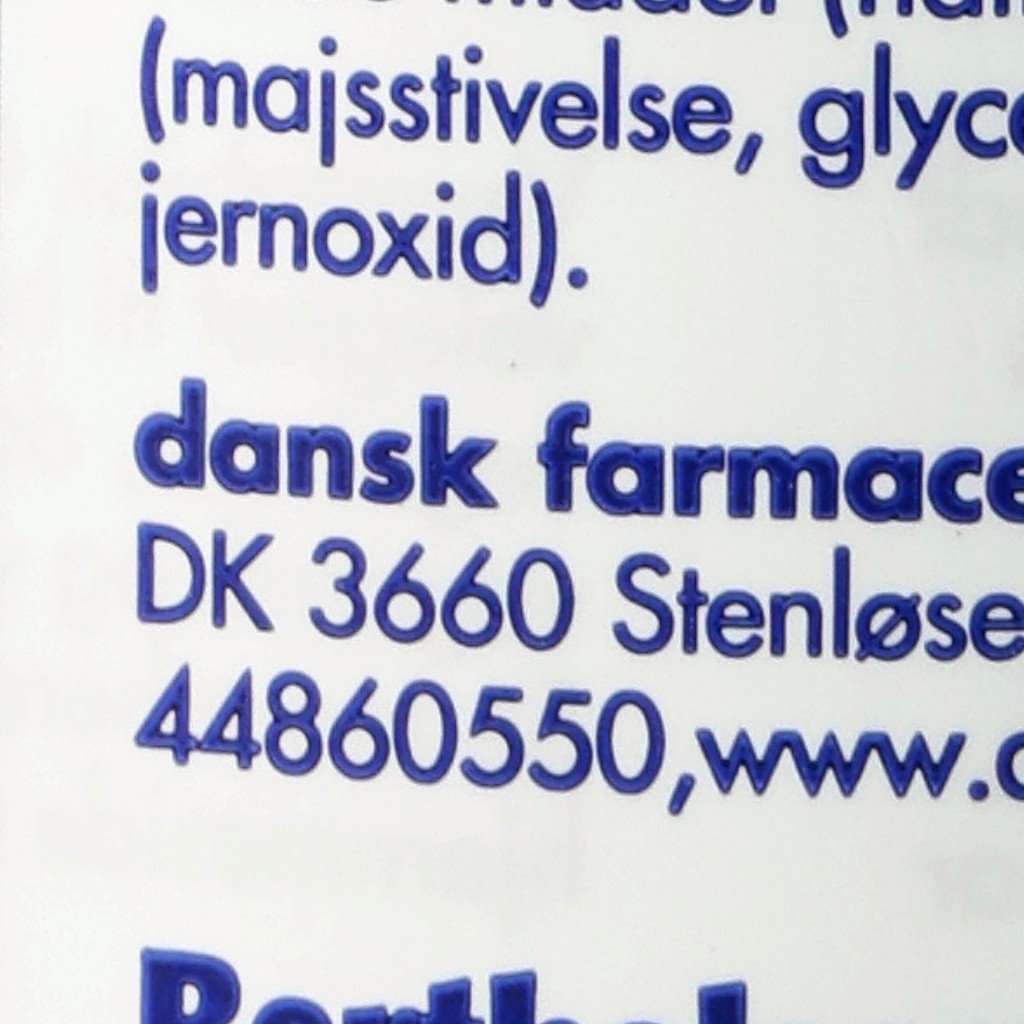 (majsstivelse, glyc
jernoxid).
dansk farmace
DK 3660 Stenløse
44860550,www.